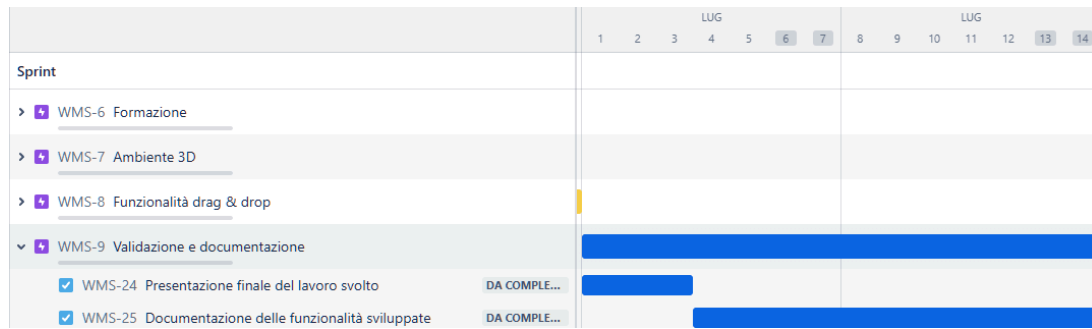 LUG LUG
1 2 3 4 5 6 7 8 9 10 11 12 13 14
Sprint
WMS-6 Formazione
WMS-7 Ambiente 3D
WMS-8 Funzionalità drag & drop
WMS-9 Validazione e documentazione
WMS-24 Presentazione finale del lavoro svolto DA COMPLE...
WMS-25 Documentazione delle funzionalità sviluppate DA COMPLE...